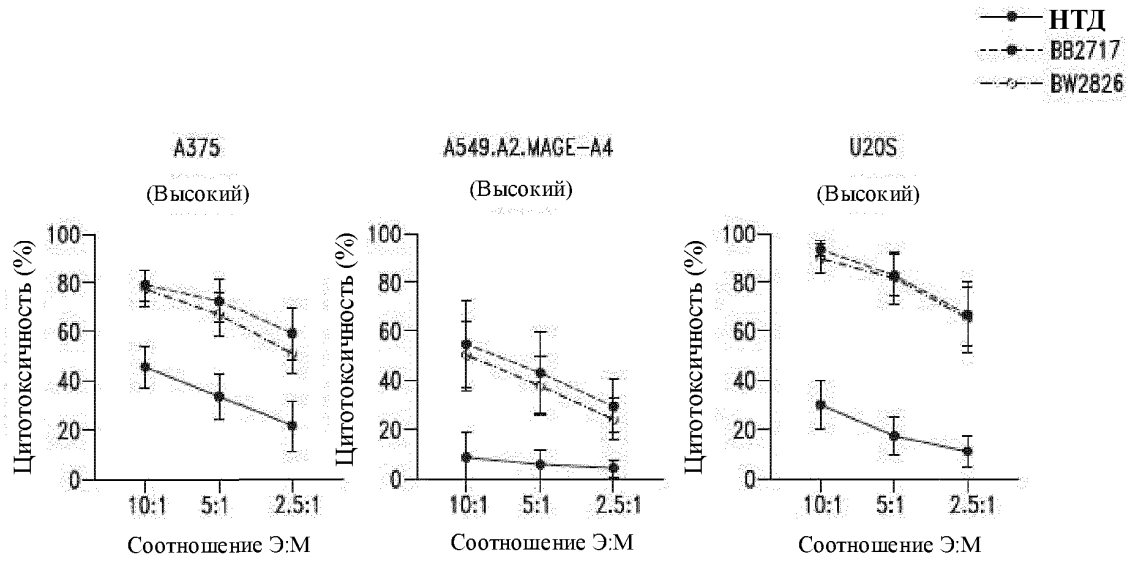 НТД
BB2717
BW2826
A375
(Высокий)
Цитотоксичность (%)
100
80
60
40
20
0
10:1
5:1
2.5:1
Соотношение Э:М
A549.A2.MAGE-A4
(Высокий)
Цитотоксичность (%)
100
80
60
40
20
0
10:1
5:1
2.5:1
Соотношение Э:М
U2OS
(Высокий)
Цитотоксичность (%)
100
80
60
40
20
0
10:1
5:1
2.5:1
Соотношение Э:М